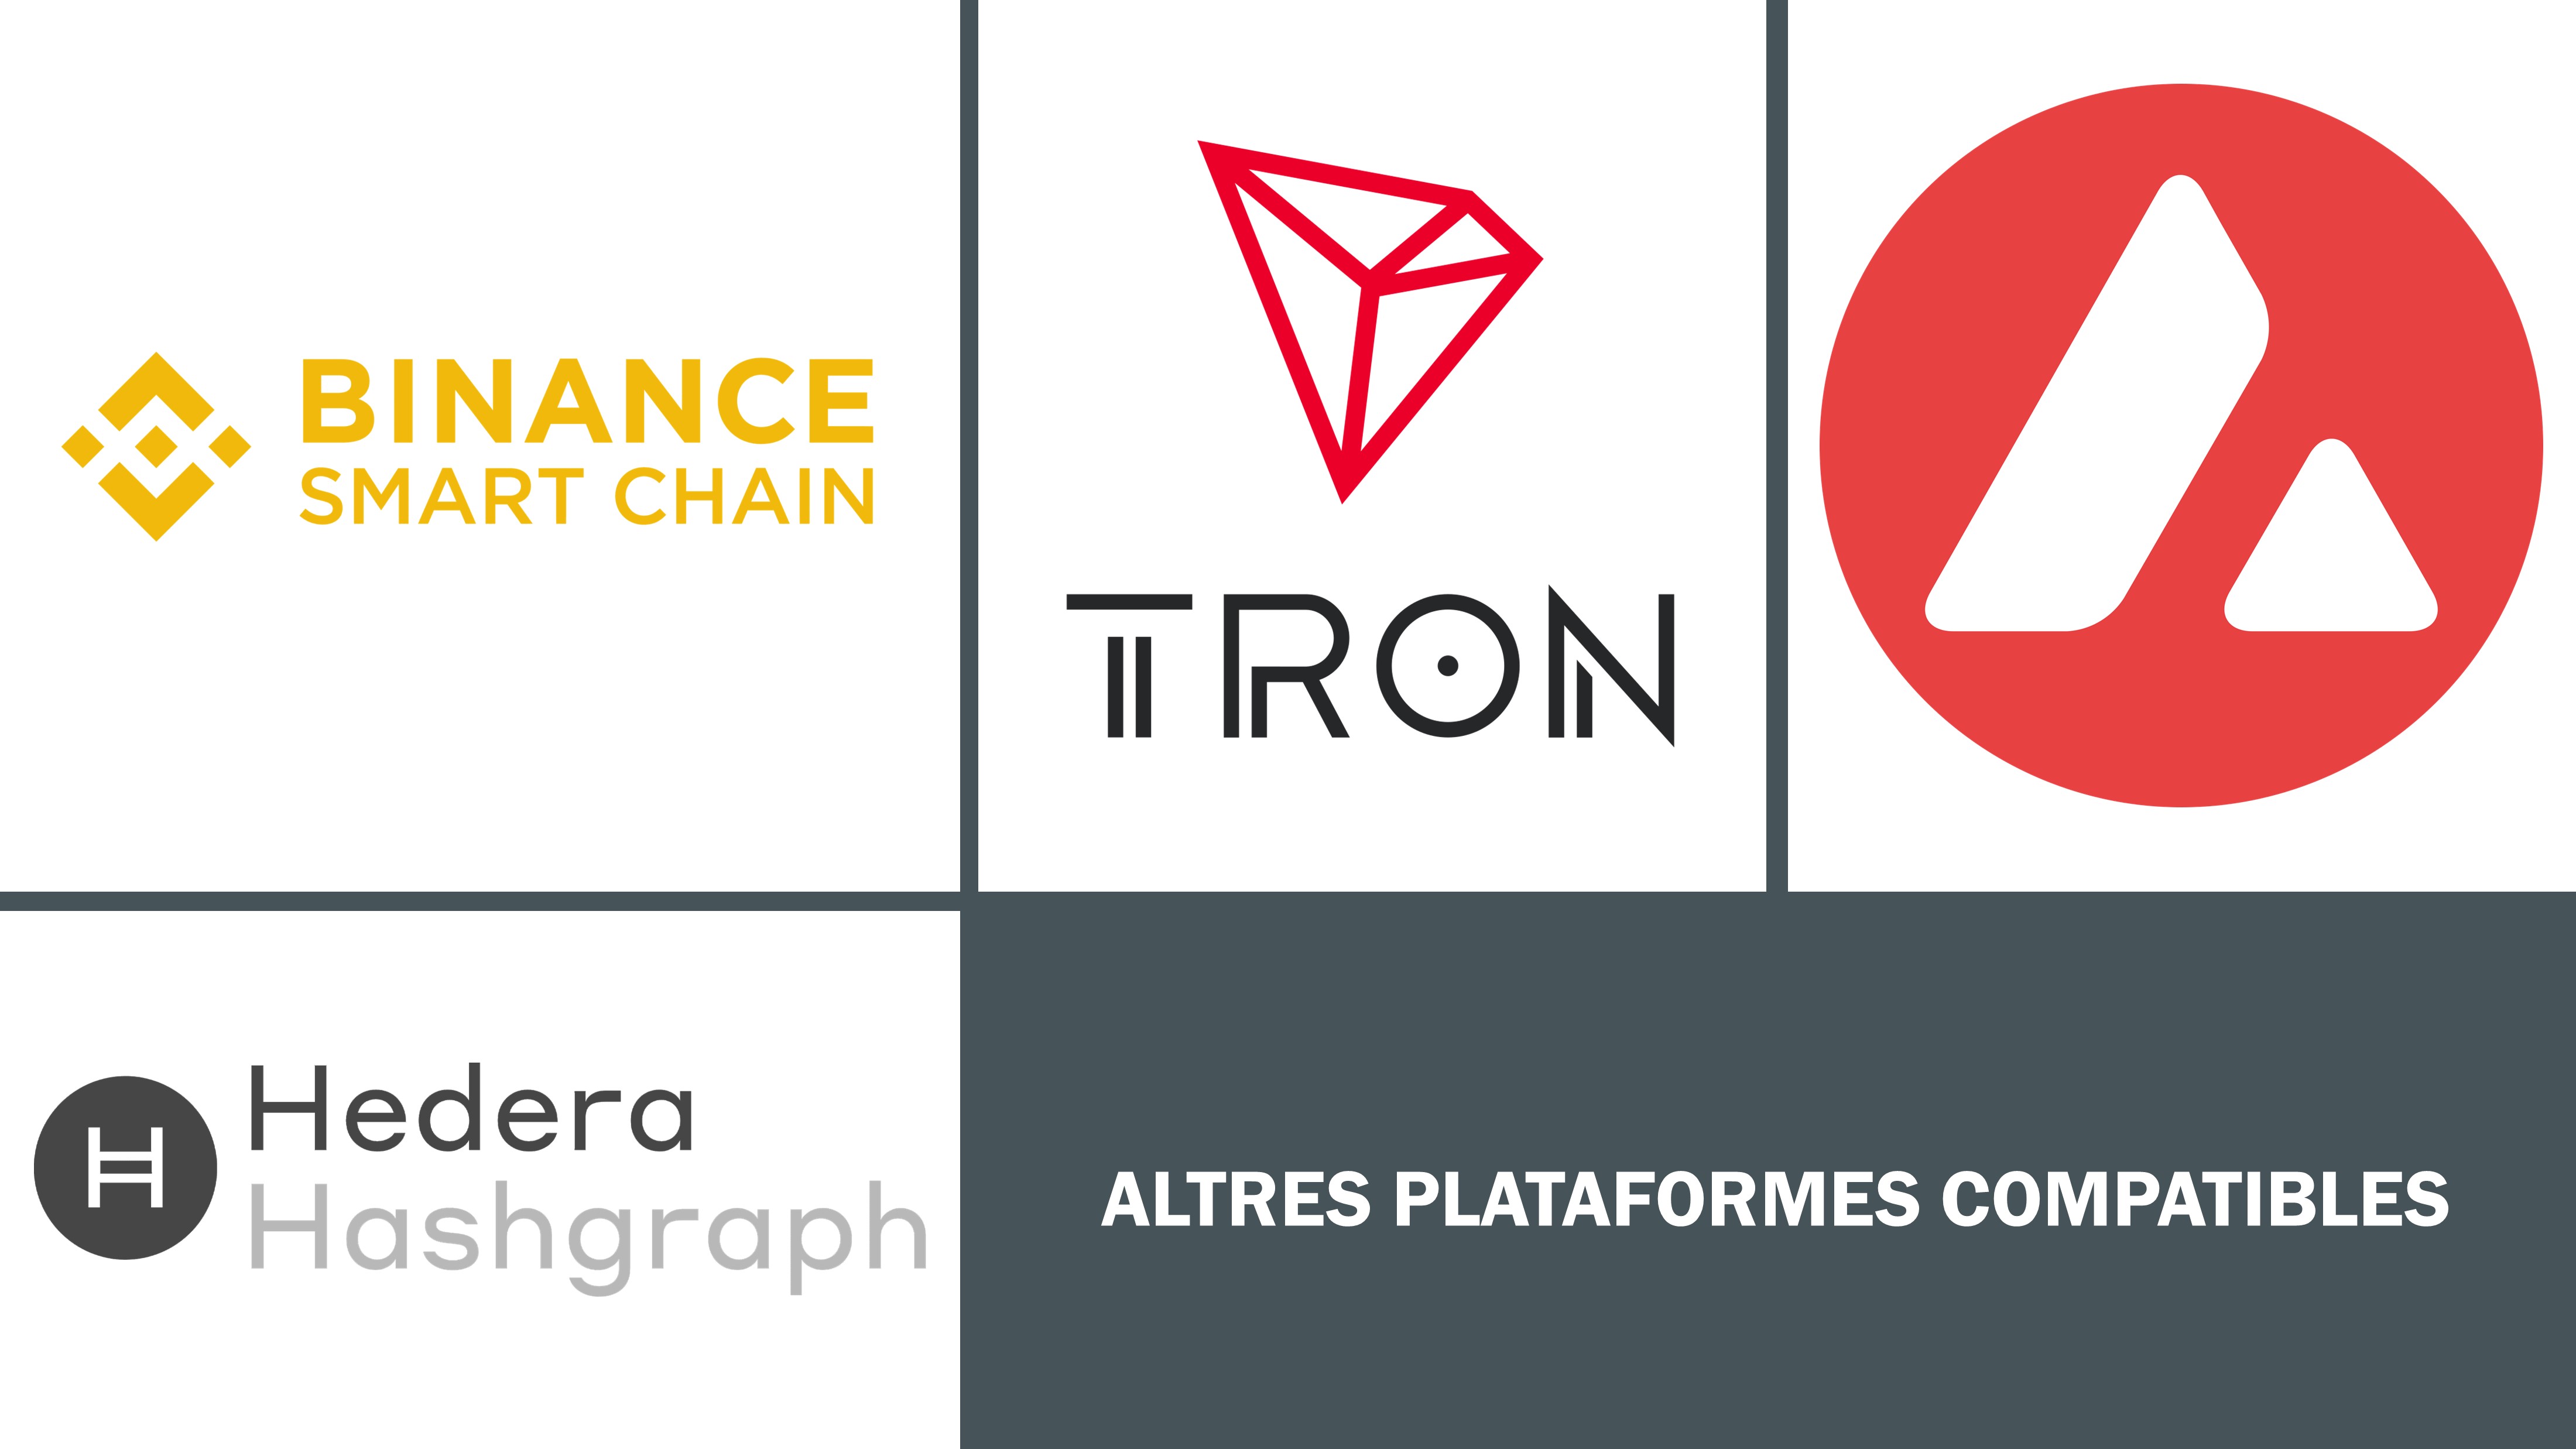 BINANCE
SMART CHAIN
TRON
Hedera
Hashgraph
ALTRES PLATAFORMES COMPATIBLES